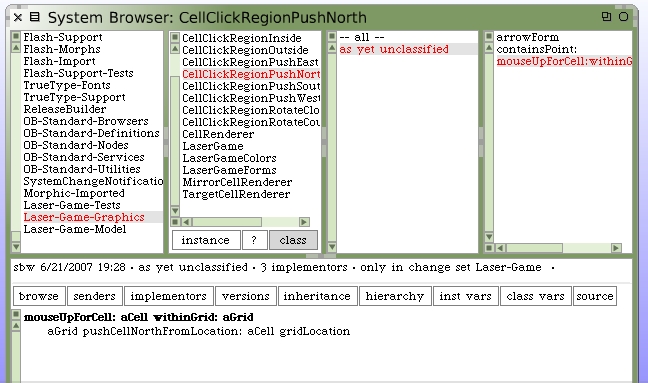 System Browser: CellClickRegionPushNorth
Flash-Support
Flash-Morphs
Flash-Import
Flash-Support-Tests
TrueType-Fonts
TrueType-Support
ReleaseBuilder
OB-Standard-Browsers
OB-Standard-Definitions
OB-Standard-Nodes
OB-Standard-Services
OB-Standard-Utilities
SystemChangeNotificatio
Morphic-Imported
Laser-Game-Tests
Laser-Game-Graphics
Laser-Game-Model
CellClickRegionInside
CellClickRegionOutside
CellClickRegionPushEast
CellClickRegionPushNort
CellClickRegionPushSout
CellClickRegionPushWest
CellClickRegionRotateClo
CellClickRegionRotateCou
CellRenderer
LaserGame
LaserGameColors
LaserGameForms
MirrorCellRenderer
TargetCellRenderer
instance ? class
-- all --
as yet unclassified
arrowForm
containsPoint:
mouseUpForCell:withinG
sbw 6/21/2007 19:28 · as yet unclassified · 3 implementors · only in change set Laser-Game ·
browse senders implementors versions inheritance hierarchy inst vars class vars source
mouseUpForCell: aCell withinGrid: aGrid
aGrid pushCellNorthFromLocation: aCell gridLocation